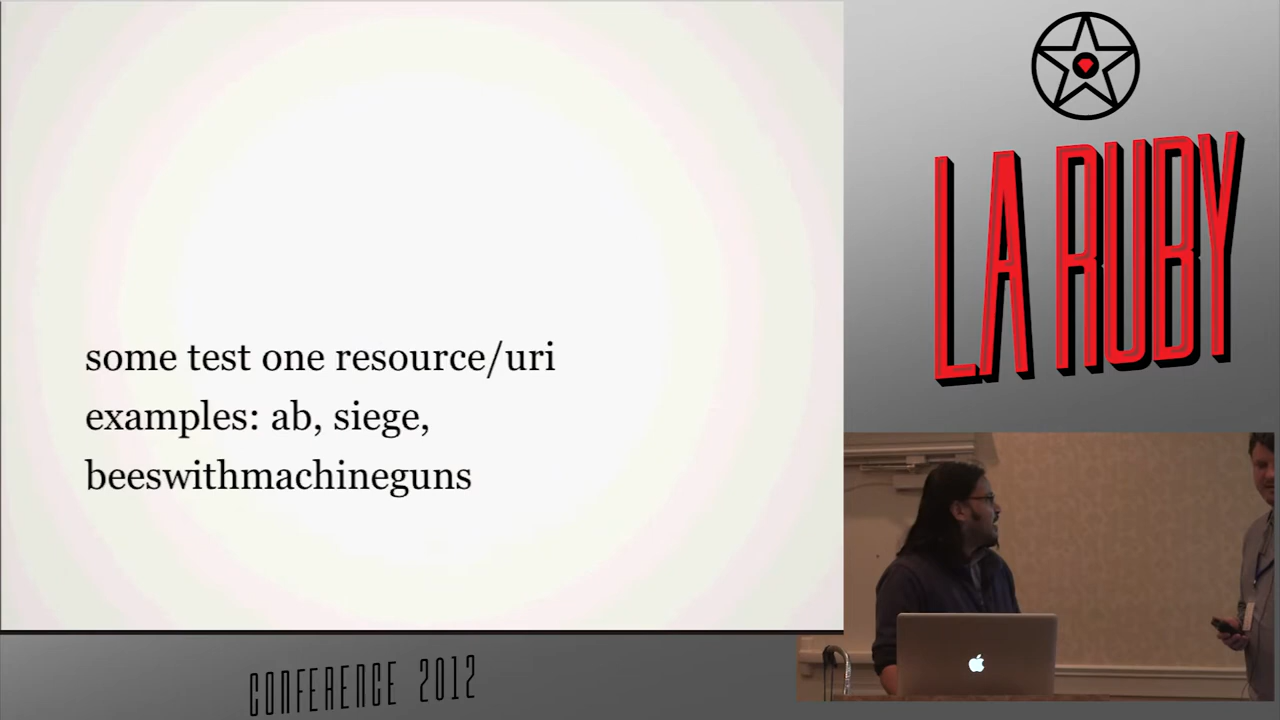 some test one resource/uri
examples: ab, siege,
beeswithmachineguns
LA RUBY
CONFERENCE 2012